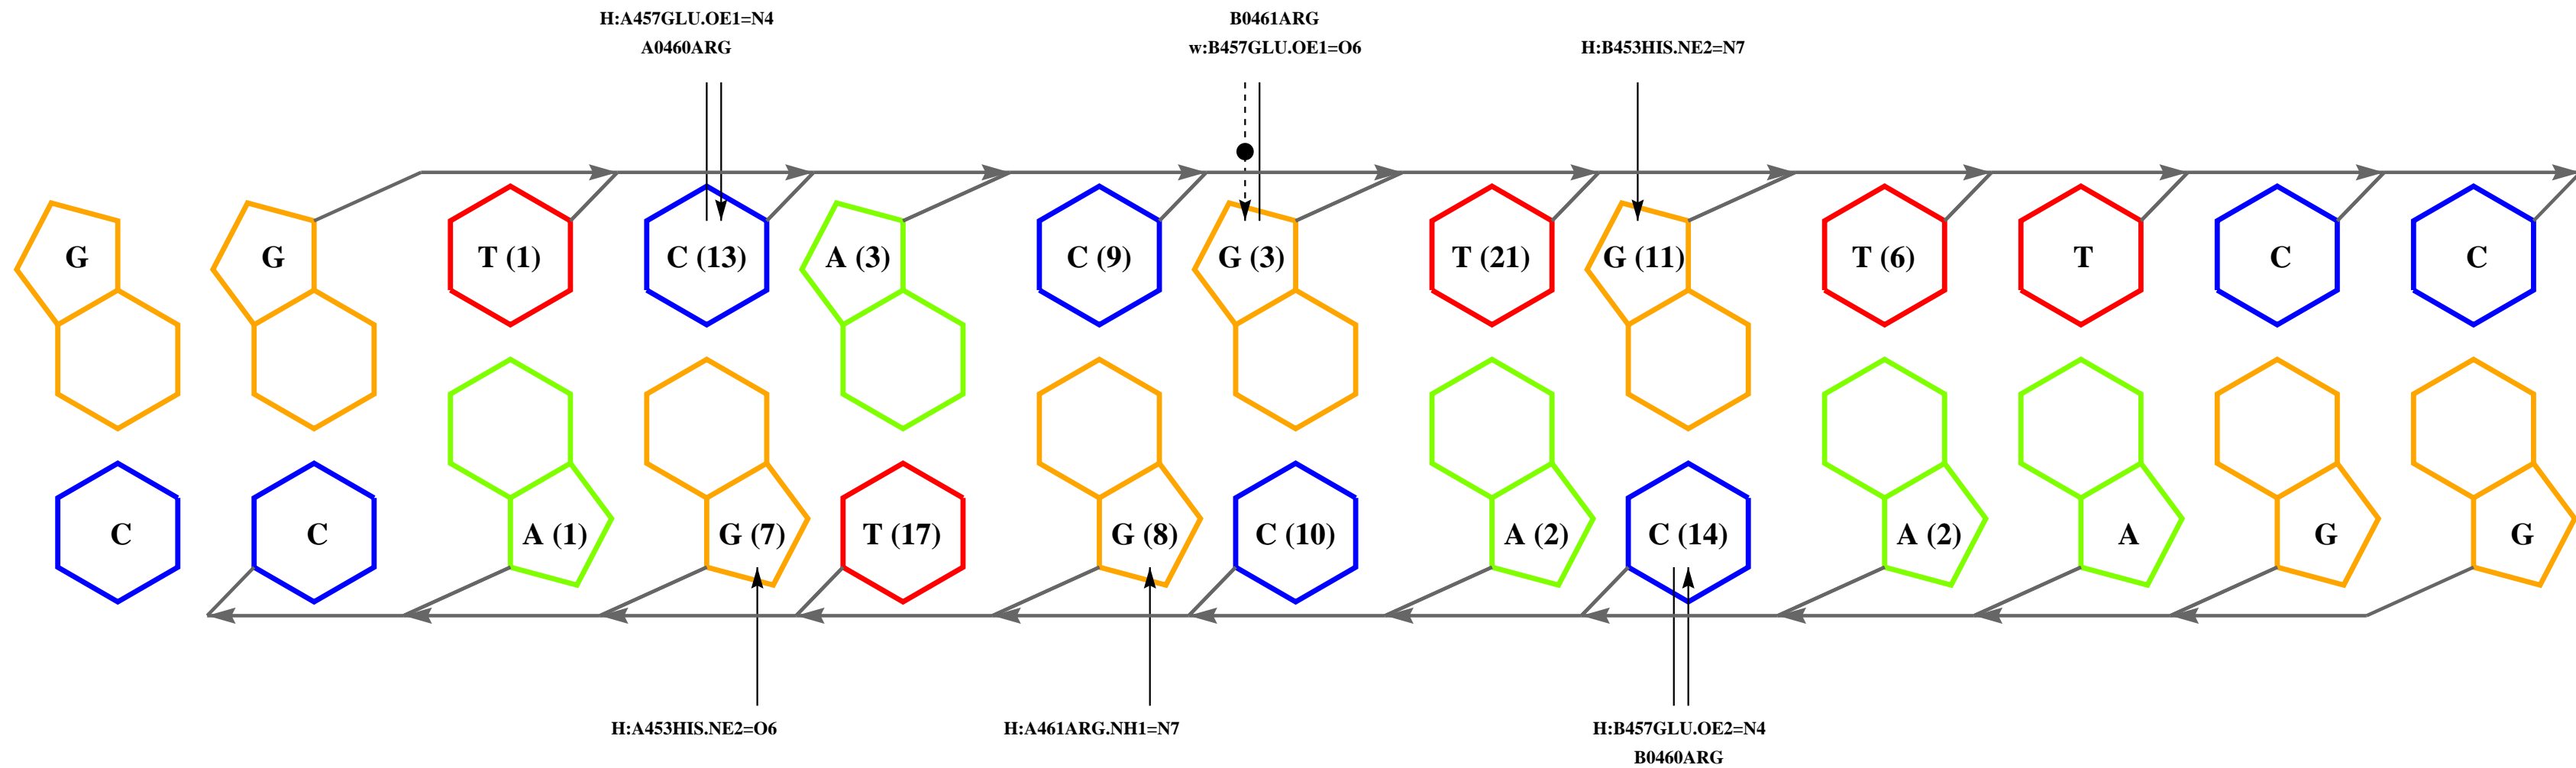 H:A457GLU.OE1=N4
A0460ARG
B0461ARG
w:B457GLU.OE1=O6
H:B453HIS.NE2=N7
G G T (1) C (13) A (3) C (9) G (3) T (21) G (11) T (6) T C C
C C A (1) G (7) T (17) G (8) C (10) A (2) C (14) A (2) A G G
H:A453HIS.NE2=O6
H:A461ARG.NH1=N7
H:B457GLU.OE2=N4
B0460ARG